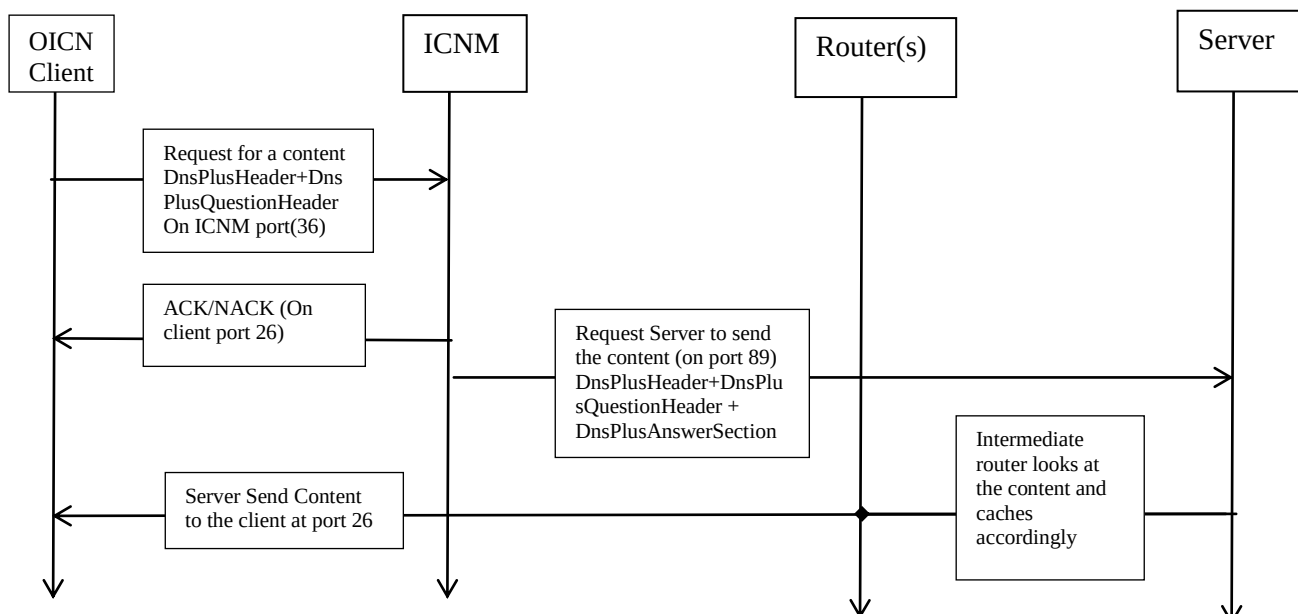 OICN
Client
ICNM
Router(s)
Server
Request for a content
DnsPlusHeader+Dns
PlusQuestionHeader
On ICNM port(36)
ACK/NACK (On
client port 26)
Request Server to send
the content (on port 89)
DnsPlusHeader+DnsPlu
sQuestionHeader +
DnsPlusAnswerSection
Intermediate
router looks at
the content and
caches
accordingly
Server Send Content
to the client at port 26